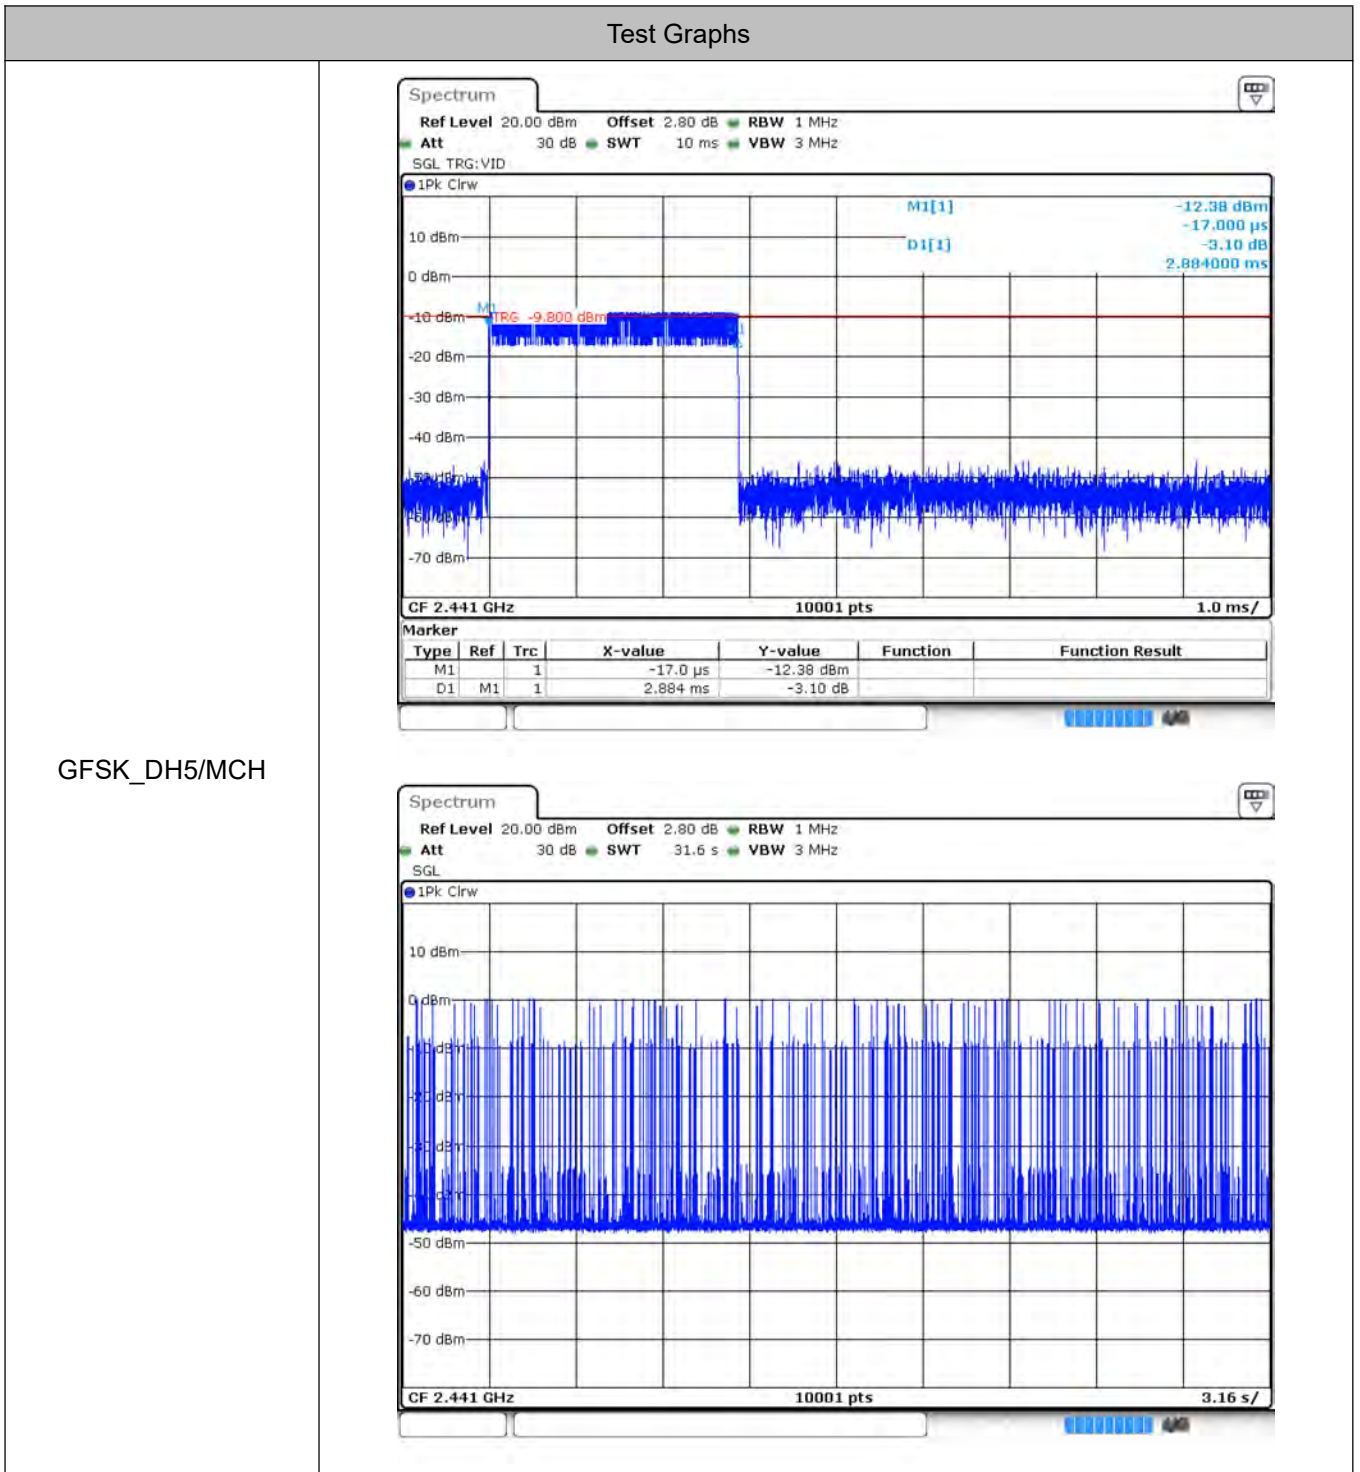 Test Graphs
GFSK_DH5/MCH
Spectrum
Ref Level 20.00 dBm Offset 2.80 dB RBW 1 MHz
Att 30 dB SWT 10 ms VBW 3 MHz
SGL TRG:VID
1Pk Clrw
M1[1] -12.38 dBm
-17.000 µs
D1[1] -3.10 dB
2.884000 ms
10 dBm
0 dBm
M1
-10 dBm TRG -9.800 dBm
-20 dBm
-30 dBm
-40 dBm
-70 dBm
CF 2.441 GHz 10001 pts 1.0 ms/
Marker
Type Ref Trc X-value Y-value Function Function Result
M1 1 -17.0 µs -12.38 dBm
D1 M1 1 2.884 ms -3.10 dB
Spectrum
Ref Level 20.00 dBm Offset 2.80 dB RBW 1 MHz
Att 30 dB SWT 31.6 s VBW 3 MHz
SGL
1Pk Clrw
10 dBm
0 dBm
-50 dBm
-60 dBm
-70 dBm
CF 2.441 GHz 10001 pts 3.16 s/